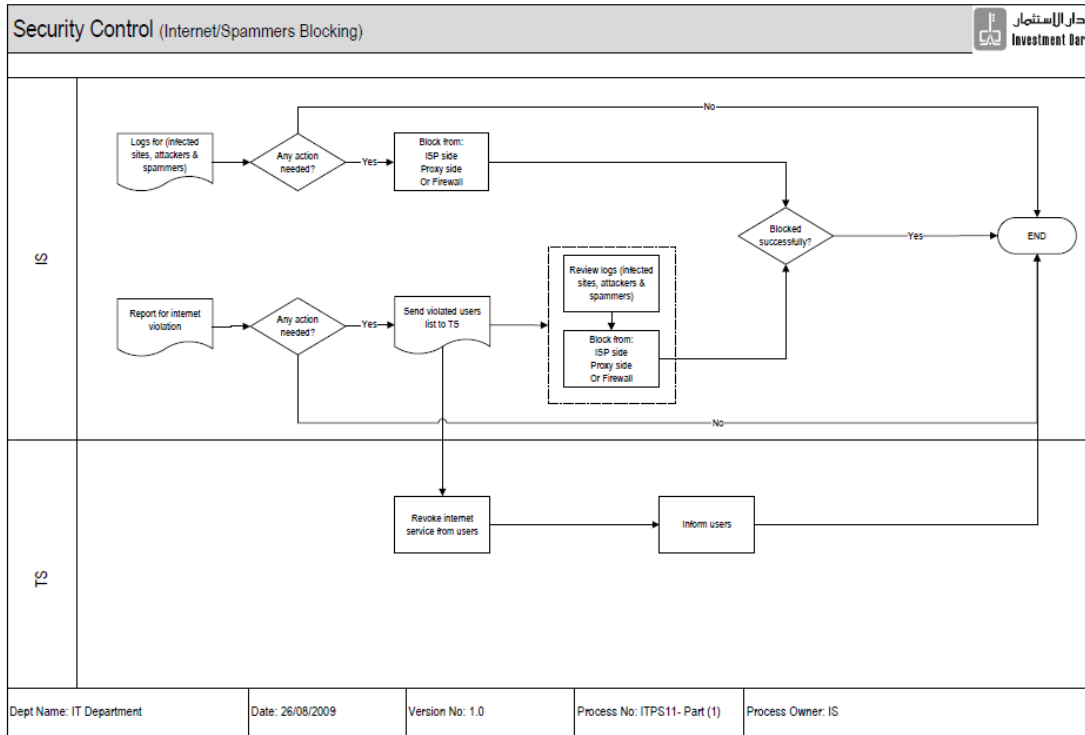 Security Control (Internet/Spammers Blocking)
دار الاستثمار
Investment Dar
IS
Logs for (infected
sites, attackers &
spammers)
Any action
needed?
Yes
No
Block from:
ISP side
Proxy side
Or Firewall
Blocked
successfully?
Yes
END
Report for internet
violation
Any action
needed?
Yes
No
Send violated users
list to TS
Review logs (infected
sites, attackers &
spammers)
Block from:
ISP side
Proxy side
Or Firewall
TS
Revoke internet
service from users
Inform users
Dept Name: IT Department
Date: 26/08/2009
Version No: 1.0
Process No: ITPS11- Part (1)
Process Owner: IS